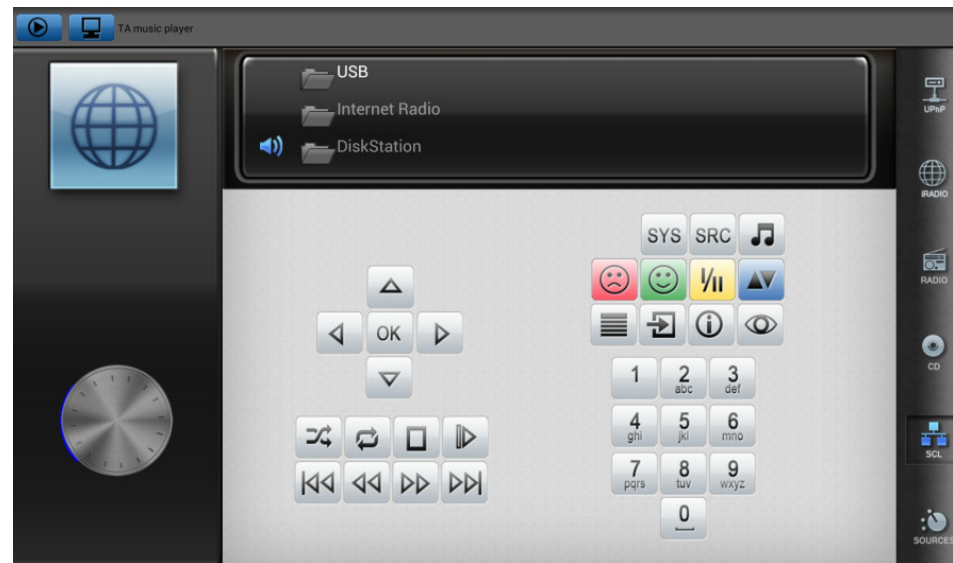 TA music player
USB
Internet Radio
DiskStation
UPnP
IRADIO
RADIO
CD
SCL
SOURCES
SYS SRC
I/II
OK
1 2 3
abc def
4 5 6
ghi jkl mno
7 8 9
pqrs tuv wxyz
0